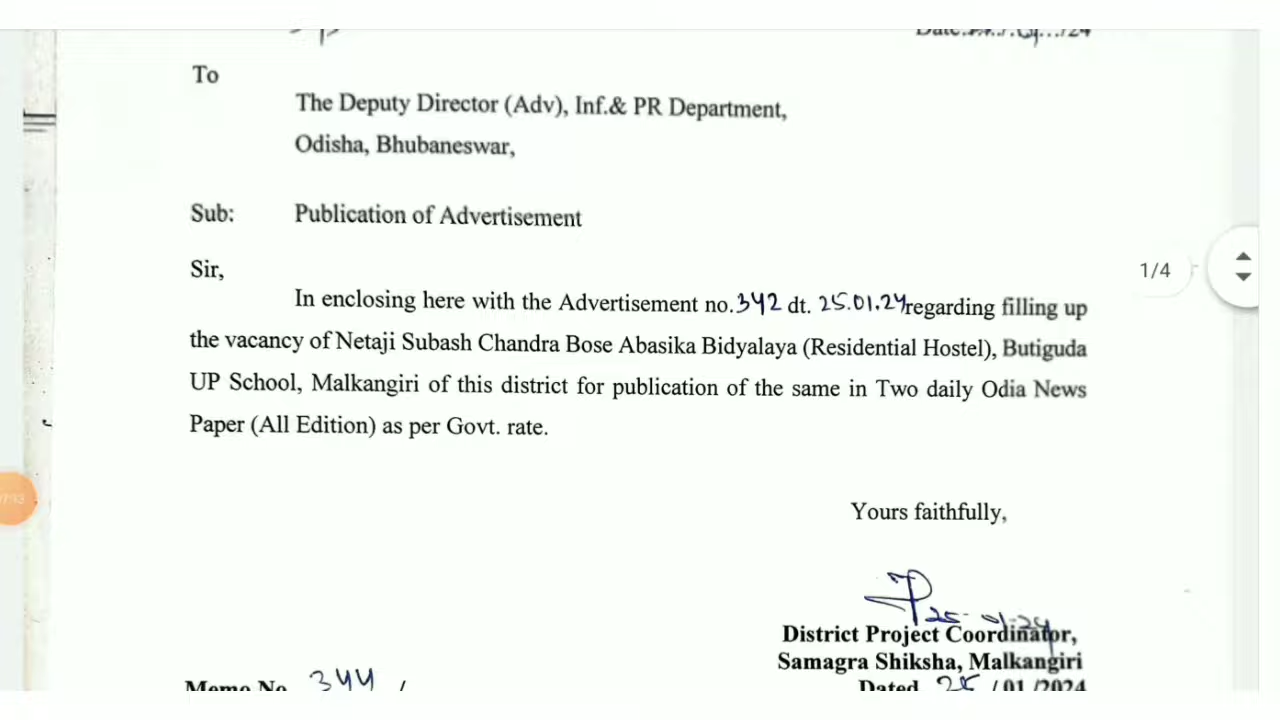 To
The Deputy Director (Adv), Inf.& PR Department,
Odisha, Bhubaneswar,
Sub: Publication of Advertisement
Sir,
1/4
In enclosing here with the Advertisement no. 342 dt. 25.01.24 regarding filling up
the vacancy of Netaji Subash Chandra Bose Abasika Bidyalaya (Residential Hostel), Butiguda
UP School, Malkangiri of this district for publication of the same in Two daily Odia News
Paper (All Edition) as per Govt. rate.
Yours faithfully,
25-01-24
District Project Coordinator,
Samagra Shiksha, Malkangiri
Memo No 344 /
Dated 25 / 01 /2024